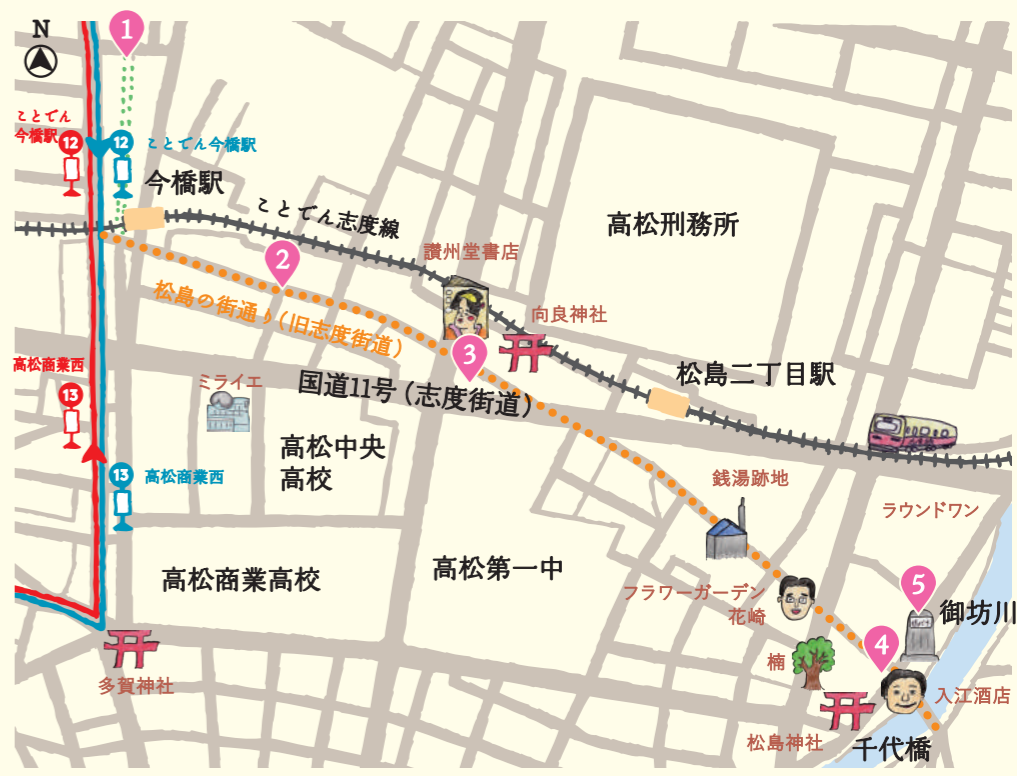 N
1
ことでん
今橋駅
12
12
ことでん今橋駅
今橋駅
ことでん志度線
高松刑務所
讃州堂書店
2
松島の街通り(旧志度街道)
向良神社
3
高松商業西
13
ミライエ
国道11号(志度街道)
松島二丁目駅
高松中央
高校
13
高松商業西
銭湯跡地
ラウンドワン
高松商業高校
高松第一中
フラワーガーデン
花崎
5
御坊川
4
楠
多賀神社
入江酒店
松島神社
千代橋